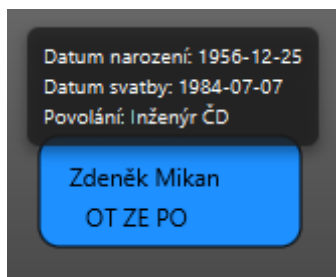 Datum narození: 1956-12-25
Datum svatby: 1984-07-07
Povolání: Inženýr ČD
Zdeněk Mikan
OT ZE PO